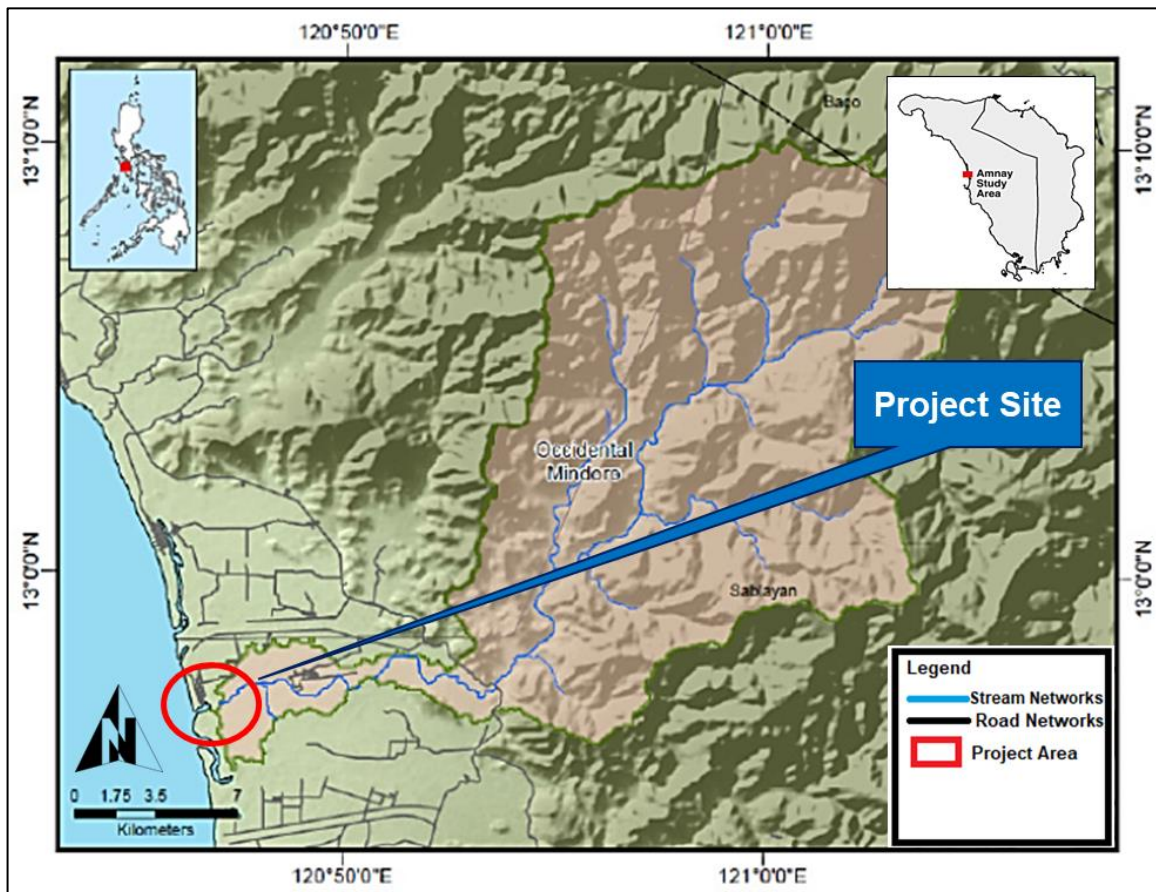 120°50'0"E
121°0'0"E
13°10'0"N
13°10'0"N
Baco
Amnay
Study
Area
Project Site
Occidental
Mindoro
13°0'0"N
13°0'0"N
Sablayan
N
0 1.75 3.5 7
Kilometers
Legend
Stream Networks
Road Networks
Project Area
120°50'0"E
121°0'0"E